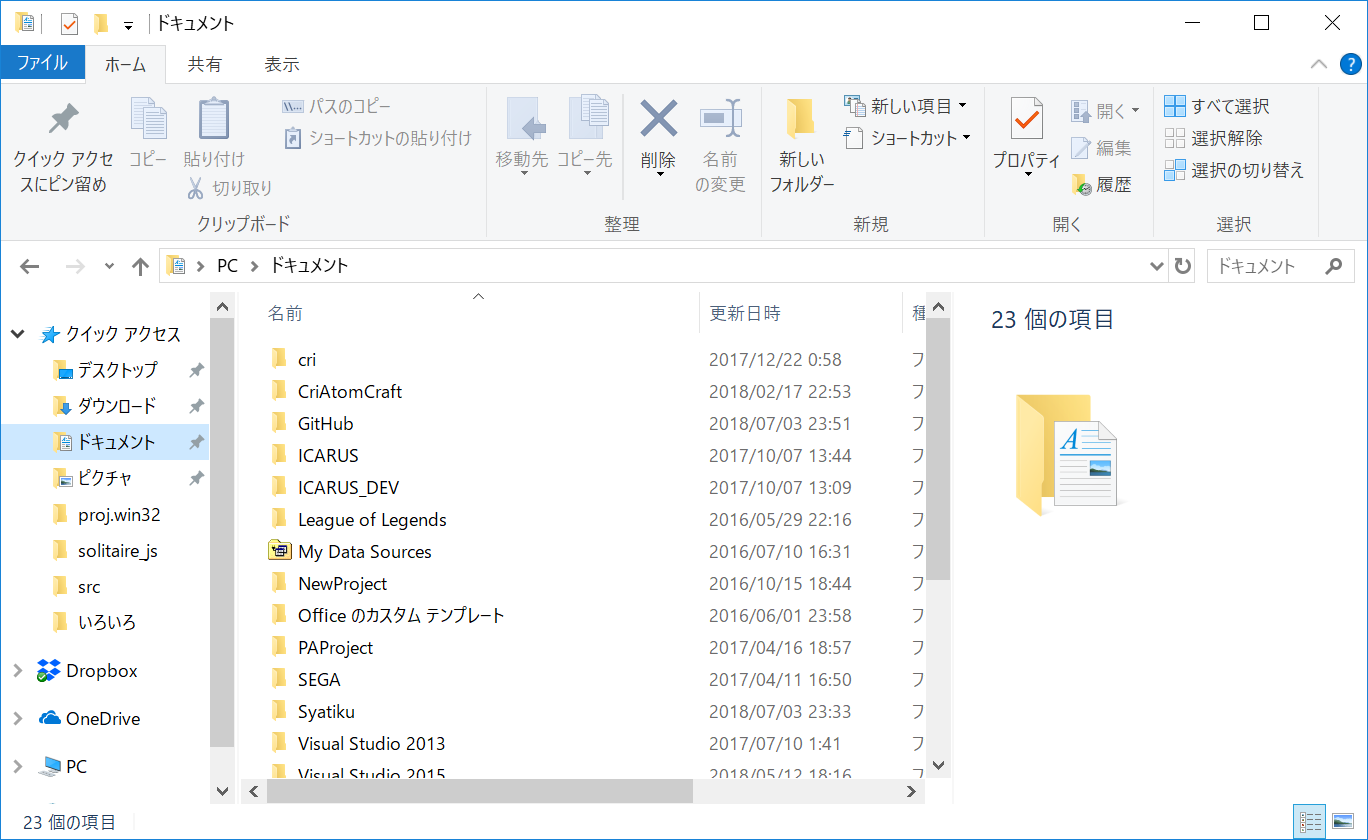 ドキュメント
ファイル ホーム 共有 表示
クイック アクセ
スにピン留め
コピー
貼り付け
切り取り
パスのコピー
ショートカットの貼り付け
クリップボード
移動先
コピー先
削除
名前
の変更
整理
新しい
フォルダー
新しい項目
ショートカット
新規
プロパティ
開く
編集
履歴
開く
すべて選択
選択解除
選択の切り替え
選択
PC ドキュメント
ドキュメント
クイック アクセス
デスクトップ
ダウンロード
ドキュメント
ピクチャ
proj.win32
solitaire_js
src
いろいろ
Dropbox
OneDrive
PC
名前 更新日時 種
cri 2017/12/22 0:58 フ
CriAtomCraft 2018/02/17 22:53 フ
GitHub 2018/07/03 23:51 フ
ICARUS 2017/10/07 13:44 フ
ICARUS_DEV 2017/10/07 13:09 フ
League of Legends 2016/05/29 22:16 フ
My Data Sources 2016/07/10 16:31 フ
NewProject 2016/10/15 18:44 フ
Office のカスタム テンプレート 2016/06/01 23:58 フ
PAProject 2017/04/16 18:57 フ
SEGA 2017/04/11 16:50 フ
Syatiku 2018/07/03 23:33 フ
Visual Studio 2013 2017/07/10 1:41 フ
Visual Studio 2015 2018/05/12 18:16 フ
23 個の項目
A
23 個の項目